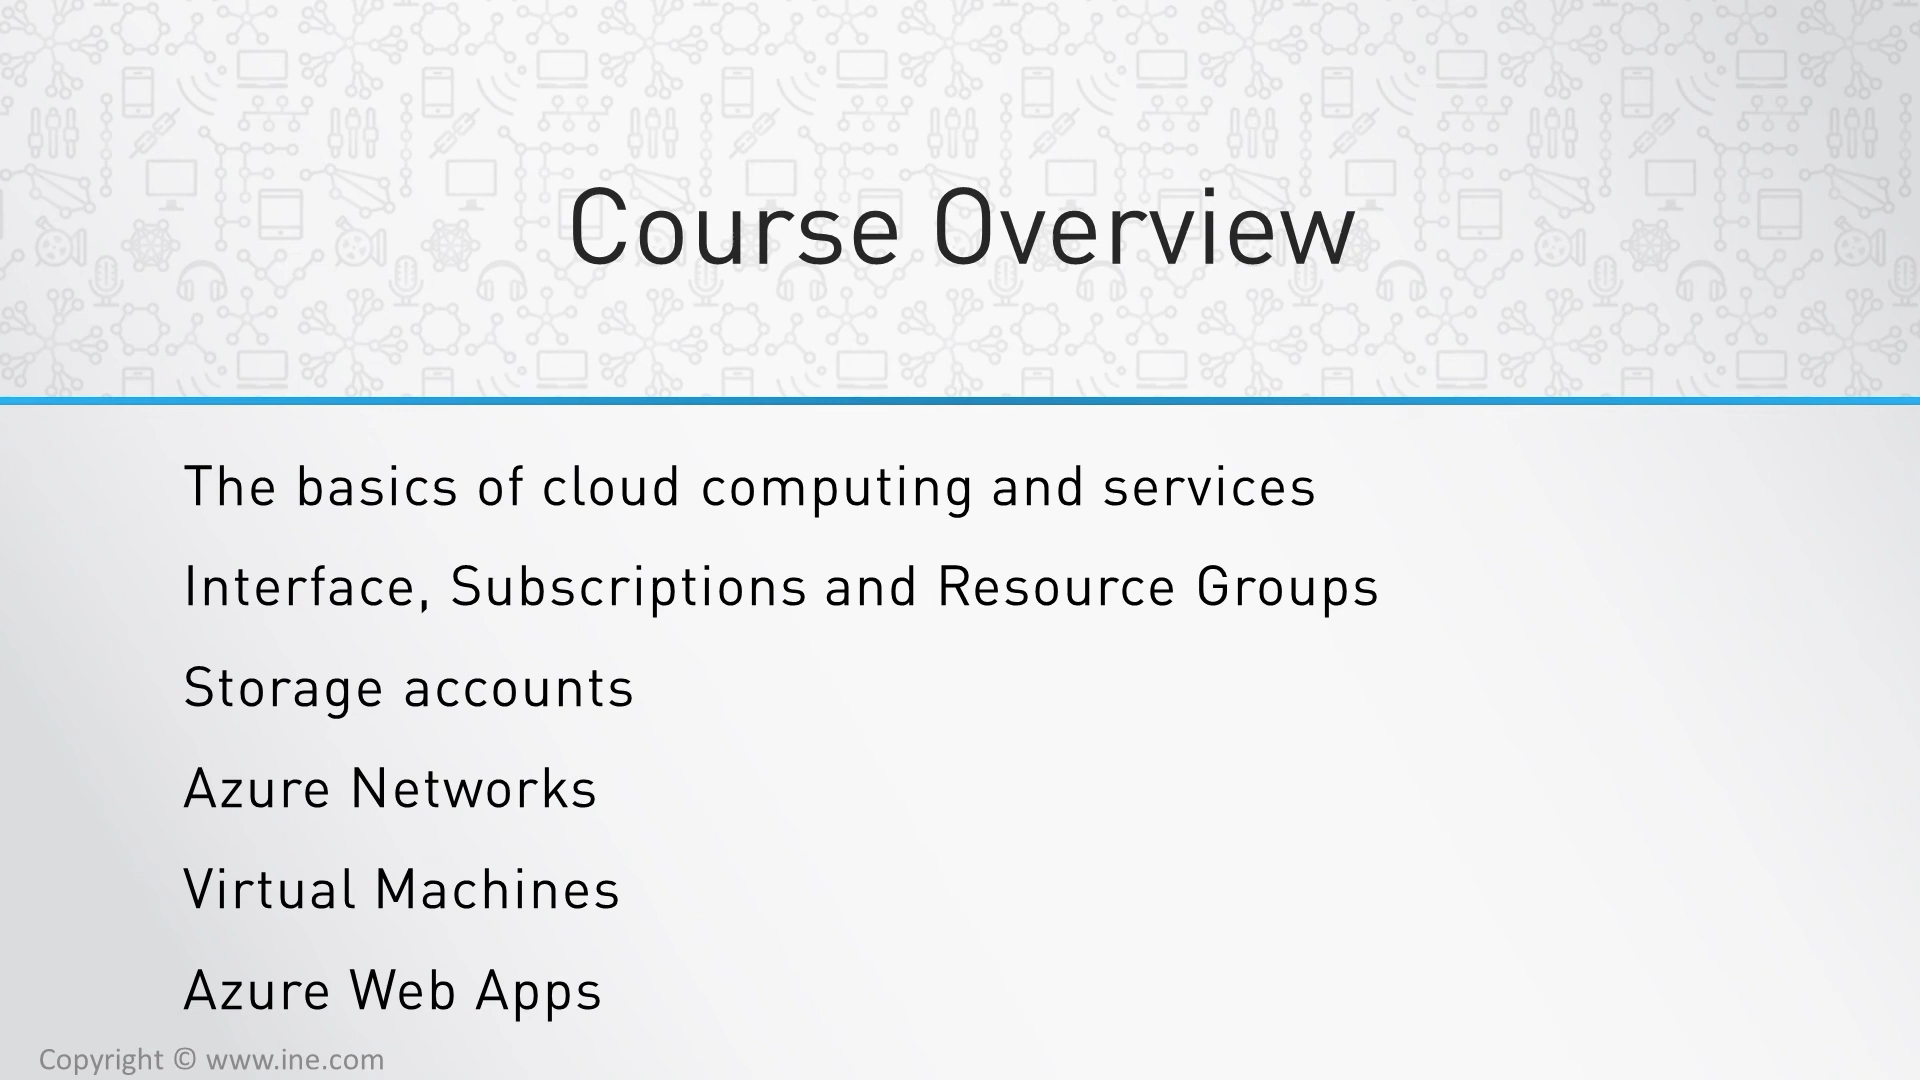 Course Overview
The basics of cloud computing and services
Interface, Subscriptions and Resource Groups
Storage accounts
Azure Networks
Virtual Machines
Azure Web Apps
Copyright © www.ine.com